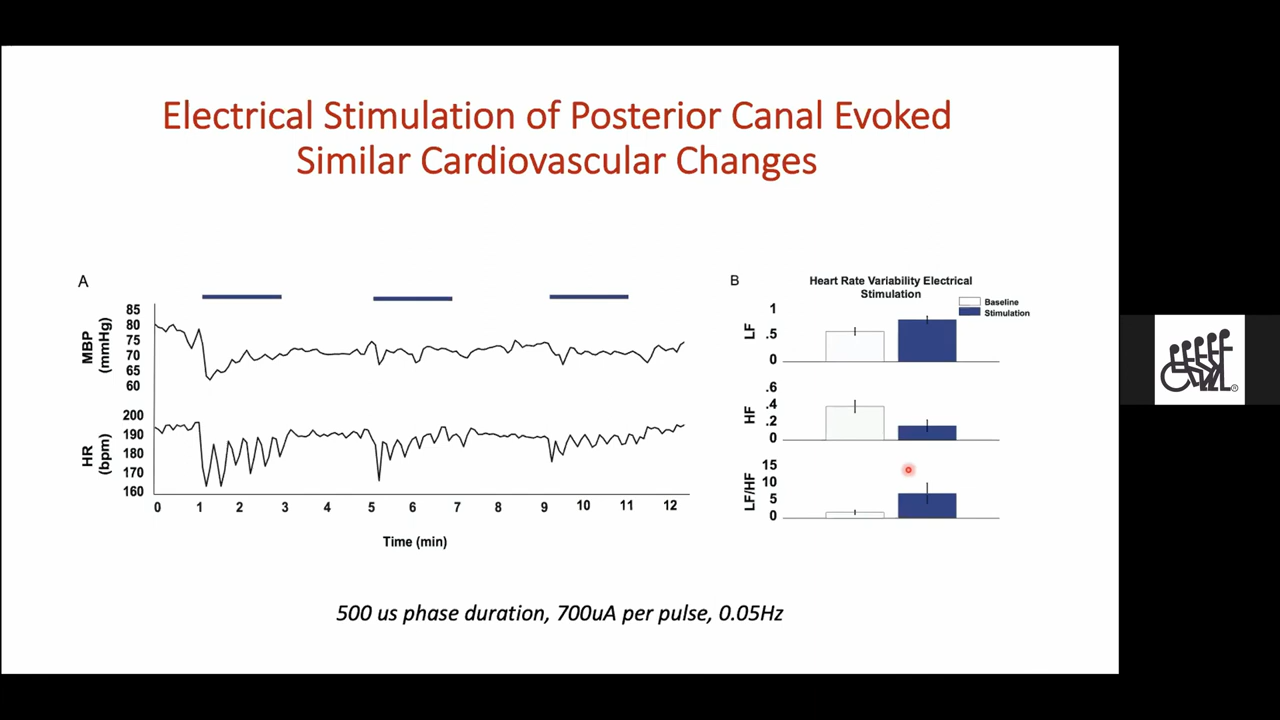 Electrical Stimulation of Posterior Canal Evoked
Similar Cardiovascular Changes
A
MBP
(mmHg)
85
80
75
70
65
60
HR
(bpm)
200
190
180
170
160
0 1 2 3 4 5 6 7 8 9 10 11 12
Time (min)
B
Heart Rate Variability Electrical
Stimulation
Baseline
Stimulation
LF
1
.5
0
HF
.6
.4
.2
0
LF/HF
15
10
5
0
500 us phase duration, 700uA per pulse, 0.05Hz
®